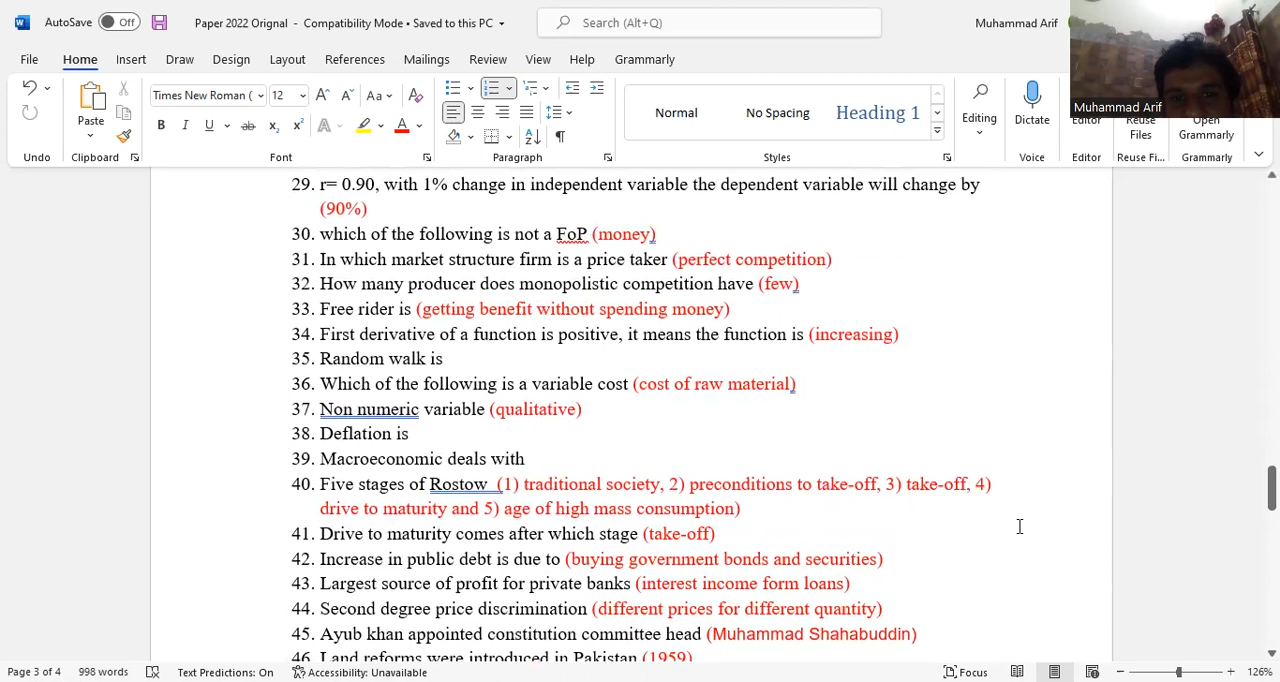 AutoSave Off Paper 2022 Orignal - Compatibility Mode • Saved to this PC Search (Alt+Q) Muhammad Arif
File Home Insert Draw Design Layout References Mailings Review View Help Grammarly
Times New Roman ( 12 Aa
Paste
B I U ab x₂ x² A A
Normal No Spacing Heading 1
Editing
Dictate
Editor
Reuse Files
Open Grammarly
Muhammad Arif
Undo Clipboard Font Paragraph Styles Voice Editor Reuse Fi... Grammarly
29. r= 0.90, with 1% change in independent variable the dependent variable will change by
(90%)
30. which of the following is not a FoP (money)
31. In which market structure firm is a price taker (perfect competition)
32. How many producer does monopolistic competition have (few)
33. Free rider is (getting benefit without spending money)
34. First derivative of a function is positive, it means the function is (increasing)
35. Random walk is
36. Which of the following is a variable cost (cost of raw material)
37. Non numeric variable (qualitative)
38. Deflation is
39. Macroeconomic deals with
40. Five stages of Rostow (1) traditional society, 2) preconditions to take-off, 3) take-off, 4)
drive to maturity and 5) age of high mass consumption)
41. Drive to maturity comes after which stage (take-off)
42. Increase in public debt is due to (buying government bonds and securities)
43. Largest source of profit for private banks (interest income form loans)
44. Second degree price discrimination (different prices for different quantity)
45. Ayub khan appointed constitution committee head (Muhammad Shahabuddin)
46. Land reforms were introduced in Pakistan (1959)
Page 3 of 4 998 words Text Predictions: On Accessibility: Unavailable Focus 126%